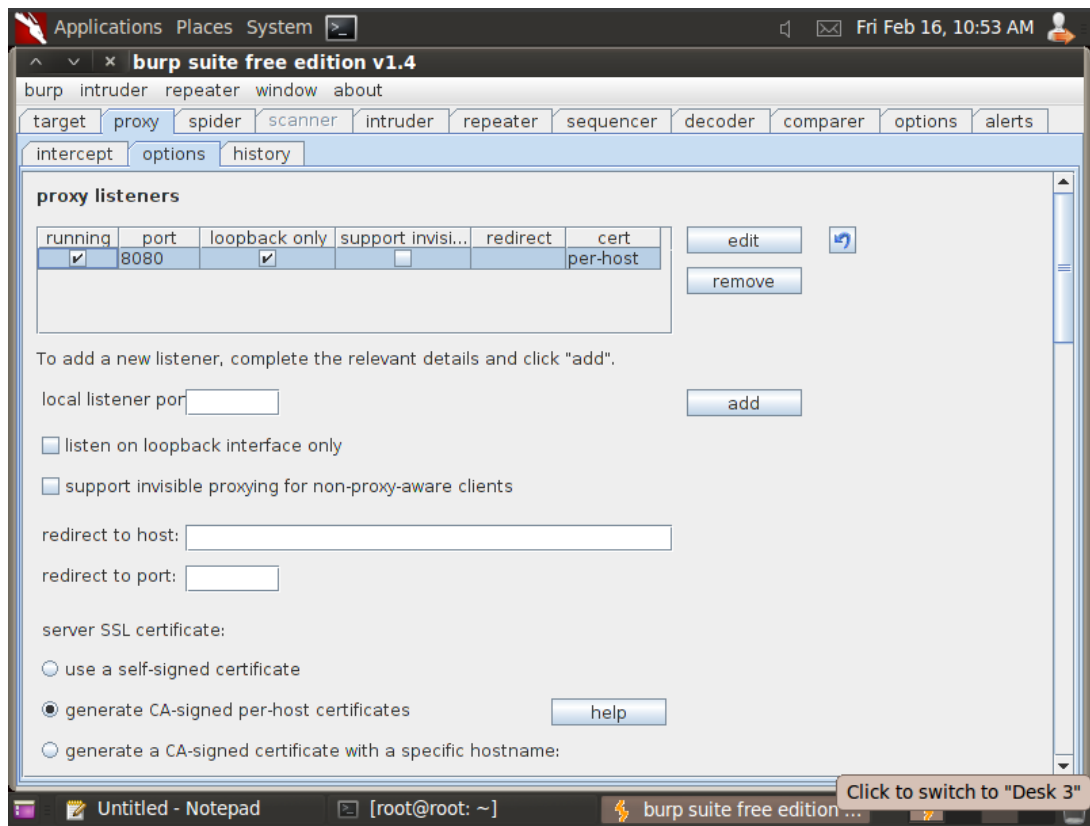 Applications Places System Fri Feb 16, 10:53 AM
burp suite free edition v1.4
burp intruder repeater window about
target proxy spider scanner intruder repeater sequencer decoder comparer options alerts
intercept options history
proxy listeners
running port loopback only support invisi... redirect cert edit
8080 per-host
remove
To add a new listener, complete the relevant details and click "add".
local listener por add
listen on loopback interface only
support invisible proxying for non-proxy-aware clients
redirect to host:
redirect to port:
server SSL certificate:
use a self-signed certificate
generate CA-signed per-host certificates help
generate a CA-signed certificate with a specific hostname:
Click to switch to "Desk 3"
Untitled - Notepad [root@root: ~] burp suite free edition ...